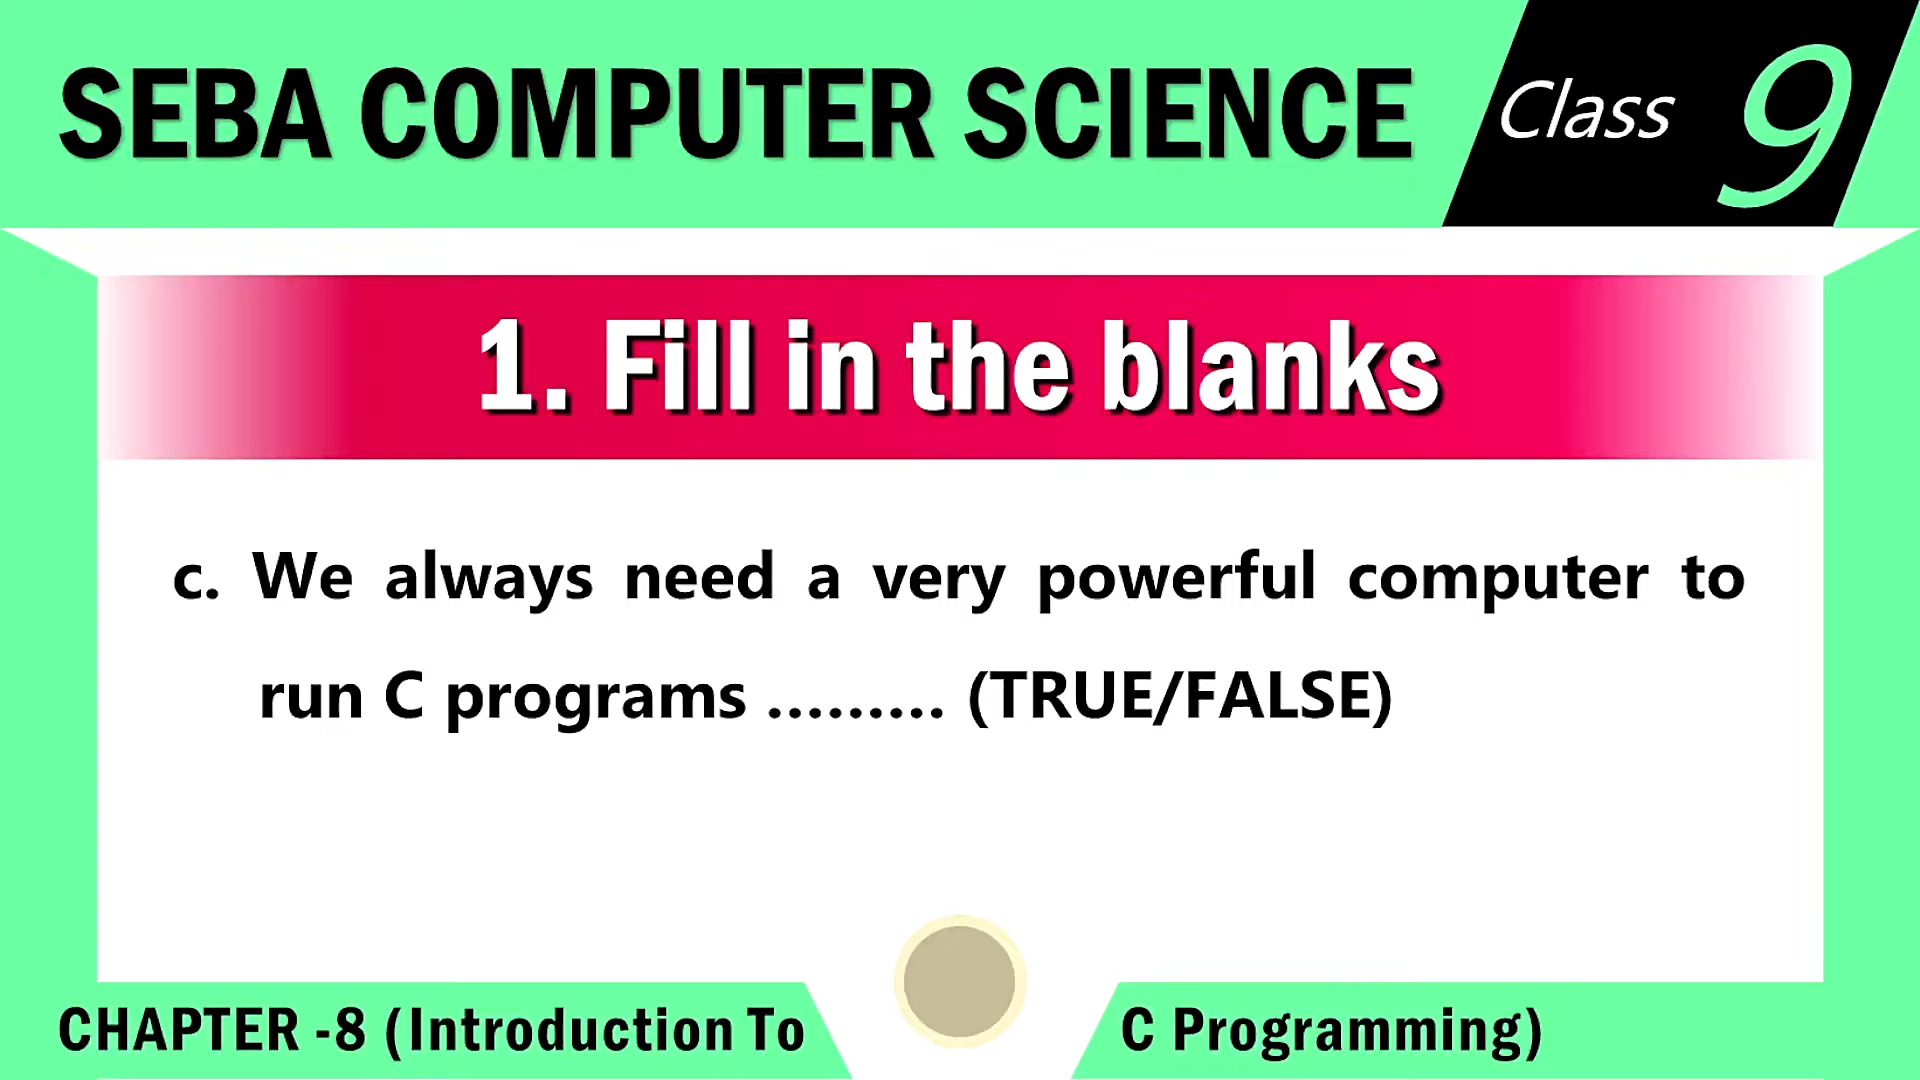 SEBA COMPUTER SCIENCE
Class 9
1. Fill in the blanks
c. We always need a very powerful computer to
run C programs ......... (TRUE/FALSE)
CHAPTER -8 (Introduction To C Programming)